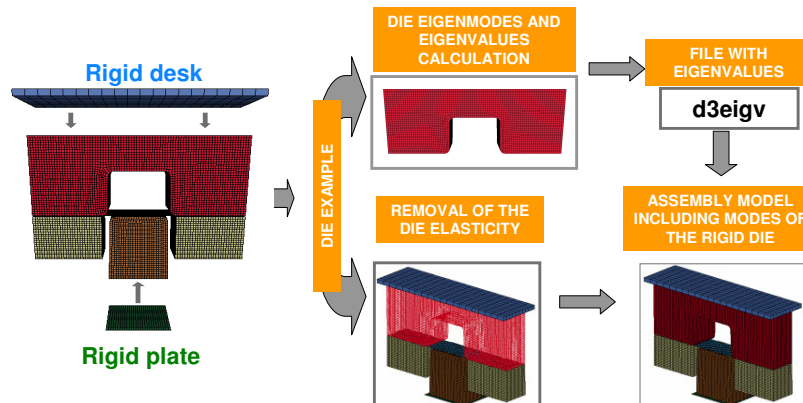 Rigid desk
Rigid plate
DIE EXAMPLE
DIE EIGENMODES AND
EIGENVALUES
CALCULATION
FILE WITH
EIGENVALUES
d3eigv
REMOVAL OF THE
DIE ELASTICITY
ASSEMBLY MODEL
INCLUDING MODES OF
THE RIGID DIE